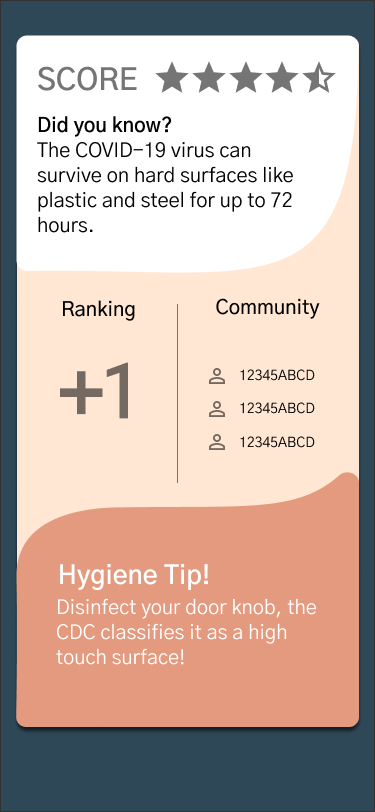 SCORE
Did you know?
The COVID-19 virus can
survive on hard surfaces like
plastic and steel for up to 72
hours.
Ranking
+1
Community
12345ABCD
12345ABCD
12345ABCD
Hygiene Tip!
Disinfect your door knob, the
CDC classifies it as a high
touch surface!